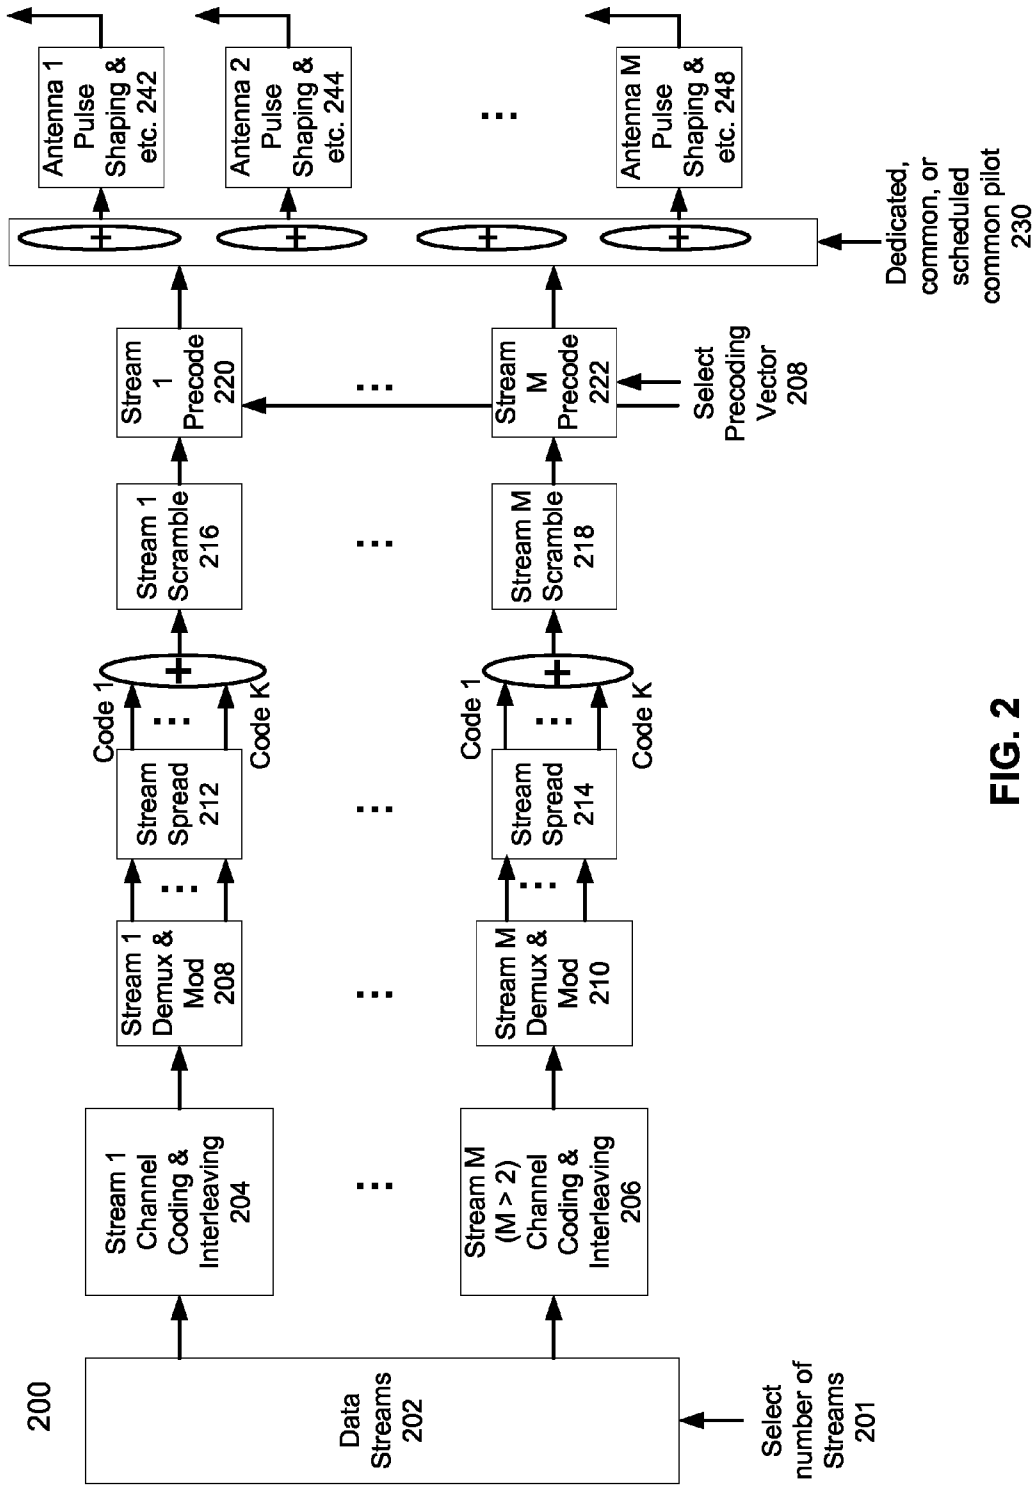 200
Data
Streams
202
Select
number of
Streams
201
Stream 1
Channel
Coding &
Interleaving
204
...
Stream M
(M > 2)
Channel
Coding &
Interleaving
206
Stream 1
Demux &
Mod
208
...
Stream M
Demux &
Mod
210
...
...
Stream
Spread
212
...
Stream
Spread
214
Code 1
...
Code K
+
Code 1
...
Code K
+
Stream 1
Scramble
216
...
Stream M
Scramble
218
Stream
1
Precode
220
...
Stream
M
Precode
222
Select
Precoding
Vector
208
+
+
+
+
Dedicated,
common, or
scheduled
common pilot
230
Antenna 1
Pulse
Shaping &
etc. 242
Antenna 2
Pulse
Shaping &
etc. 244
...
Antenna M
Pulse
Shaping &
etc. 248
FIG. 2